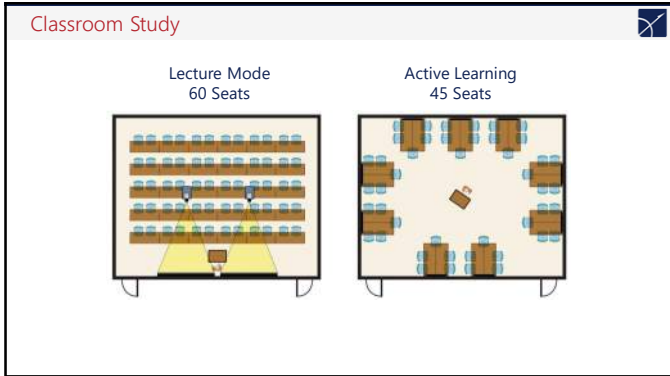 Classroom Study
Lecture Mode
60 Seats
Active Learning
45 Seats